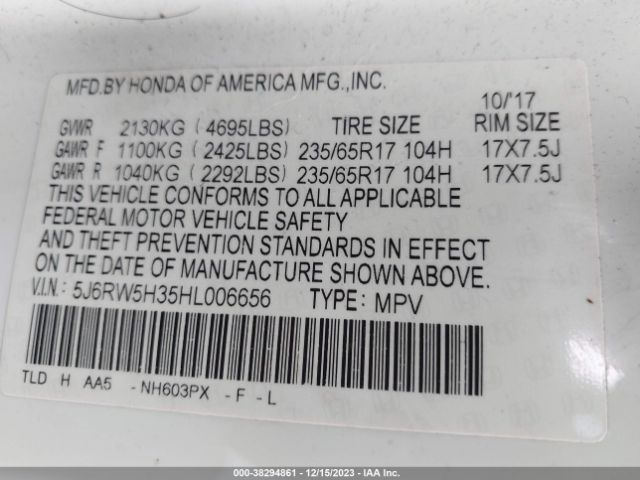 MFD.BY HONDA OF AMERICA MFG.,INC.
10/'17
GVWR 2130KG (4695LBS) TIRE SIZE RIM SIZE
GAWR F 1100KG (2425LBS) 235/65R17 104H 17X7.5J
GAWR R 1040KG (2292LBS) 235/65R17 104H 17X7.5J
THIS VEHICLE CONFORMS TO ALL APPLICABLE
FEDERAL MOTOR VEHICLE SAFETY
AND THEFT PREVENTION STANDARDS IN EFFECT
ON THE DATE OF MANUFACTURE SHOWN ABOVE.
V.I.N.: 5J6RW5H35HL006656 TYPE: MPV
TLD H AA5 -NH603PX -F -L
000-38294861 - 12/15/2023 - IAAI.com